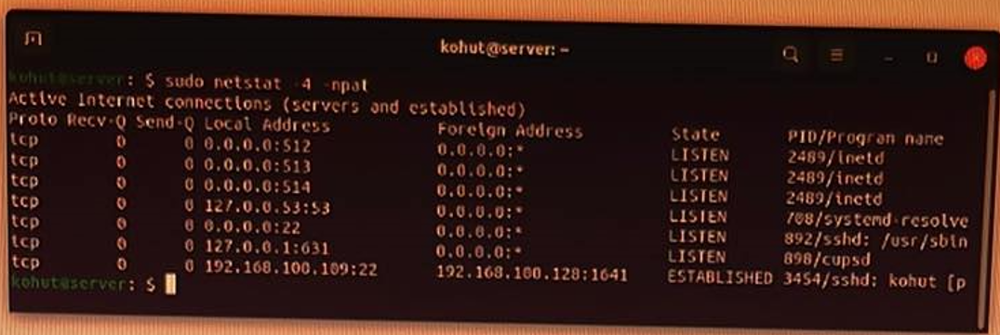 kohut@server: ~
kohut@server: $ sudo netstat -4 -npat
Active Internet connections (servers and established)
Proto Recv-Q Send-Q Local Address Foreign Address State PID/Program name
tcp 0 0 0.0.0.0:512 0.0.0.0:* LISTEN 2489/inetd
tcp 0 0 0.0.0.0:513 0.0.0.0:* LISTEN 2489/inetd
tcp 0 0 0.0.0.0:514 0.0.0.0:* LISTEN 2489/inetd
tcp 0 0 127.0.0.53:53 0.0.0.0:* LISTEN 708/systemd-resolve
tcp 0 0 0.0.0.0:22 0.0.0.0:* LISTEN 892/sshd: /usr/sbin
tcp 0 0 127.0.0.1:631 0.0.0.0:* LISTEN 898/cupsd
tcp 0 0 192.168.100.109:22 192.168.100.128:1641 ESTABLISHED 3454/sshd: kohut [p
kohut@server: $